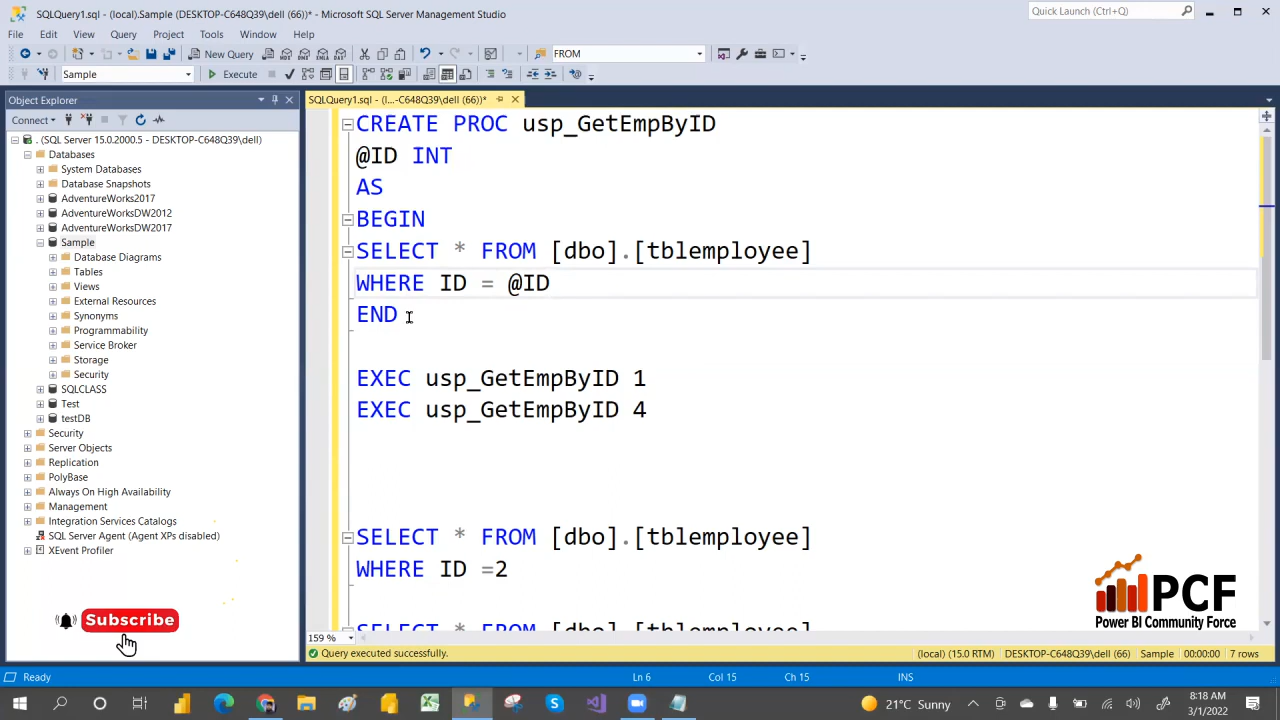 SQLQuery1.sql - (local).Sample (DESKTOP-C648Q39\dell (66))* - Microsoft SQL Server Management Studio
Quick Launch (Ctrl+Q)
File Edit View Query Project Tools Window Help
New Query
MDX DMX XMLA DAX
FROM
Sample
Execute
Object Explorer
SQLQuery1.sql - (l...-C648Q39\dell (66))*
Connect
. (SQL Server 15.0.2000.5 - DESKTOP-C648Q39\dell)
Databases
System Databases
Database Snapshots
AdventureWorks2017
AdventureWorksDW2012
AdventureWorksDW2017
Sample
Database Diagrams
Tables
Views
External Resources
Synonyms
Programmability
Service Broker
Storage
Security
SQLCLASS
Test
testDB
Security
Server Objects
Replication
PolyBase
Always On High Availability
Management
Integration Services Catalogs
SQL Server Agent (Agent XPs disabled)
XEvent Profiler
Subscribe
CREATE PROC usp_GetEmpByID
@ID INT
AS
BEGIN
SELECT * FROM [dbo].[tblemployee]
WHERE ID = @ID
END
EXEC usp_GetEmpByID 1
EXEC usp_GetEmpByID 4
SELECT * FROM [dbo].[tblemployee]
WHERE ID =2
SELECT * FROM [dbo].[tblemployee]
PCF
Power BI Community Force
159 %
Query executed successfully.
(local) (15.0 RTM) DESKTOP-C648Q39\dell (66) Sample 00:00:00 7 rows
Ready
Ln 6 Col 15 Ch 15 INS
21°C Sunny
8:18 AM
3/1/2022